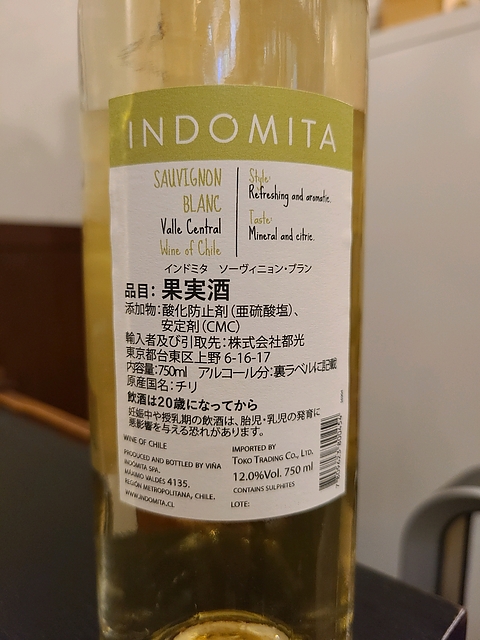 INDOMITA
SAUVIGNON
BLANC
Valle Central
Wine of Chile
Style:
Refreshing and aromatic.
Taste:
Mineral and citric.
インドミタ ソーヴィニョン・ブラン
品目: 果実酒
添加物:酸化防止剤(亜硫酸塩)、
安定剤(CMC)
輸入者及び引取先:株式会社都光
東京都台東区上野 6-16-17
内容量:750ml アルコール分:裏ラベルに記載
原産国名:チリ
飲酒は20歳になってから
妊娠中や授乳期の飲酒は、胎児・乳児の発育に
悪影響を与える恐れがあります。
WINE OF CHILE
PRODUCED AND BOTTLED BY VIÑA
INDOMITA SPA.
MÁXIMO VALDÉS 4135.
REGIÓN METROPOLITANA, CHILE.
WWW.INDOMITA.CL
IMPORTED BY
TOKO TRADING CO., LTD.
12.0%Vol. 750 ml
CONTAINS SULPHITES
LOTE: